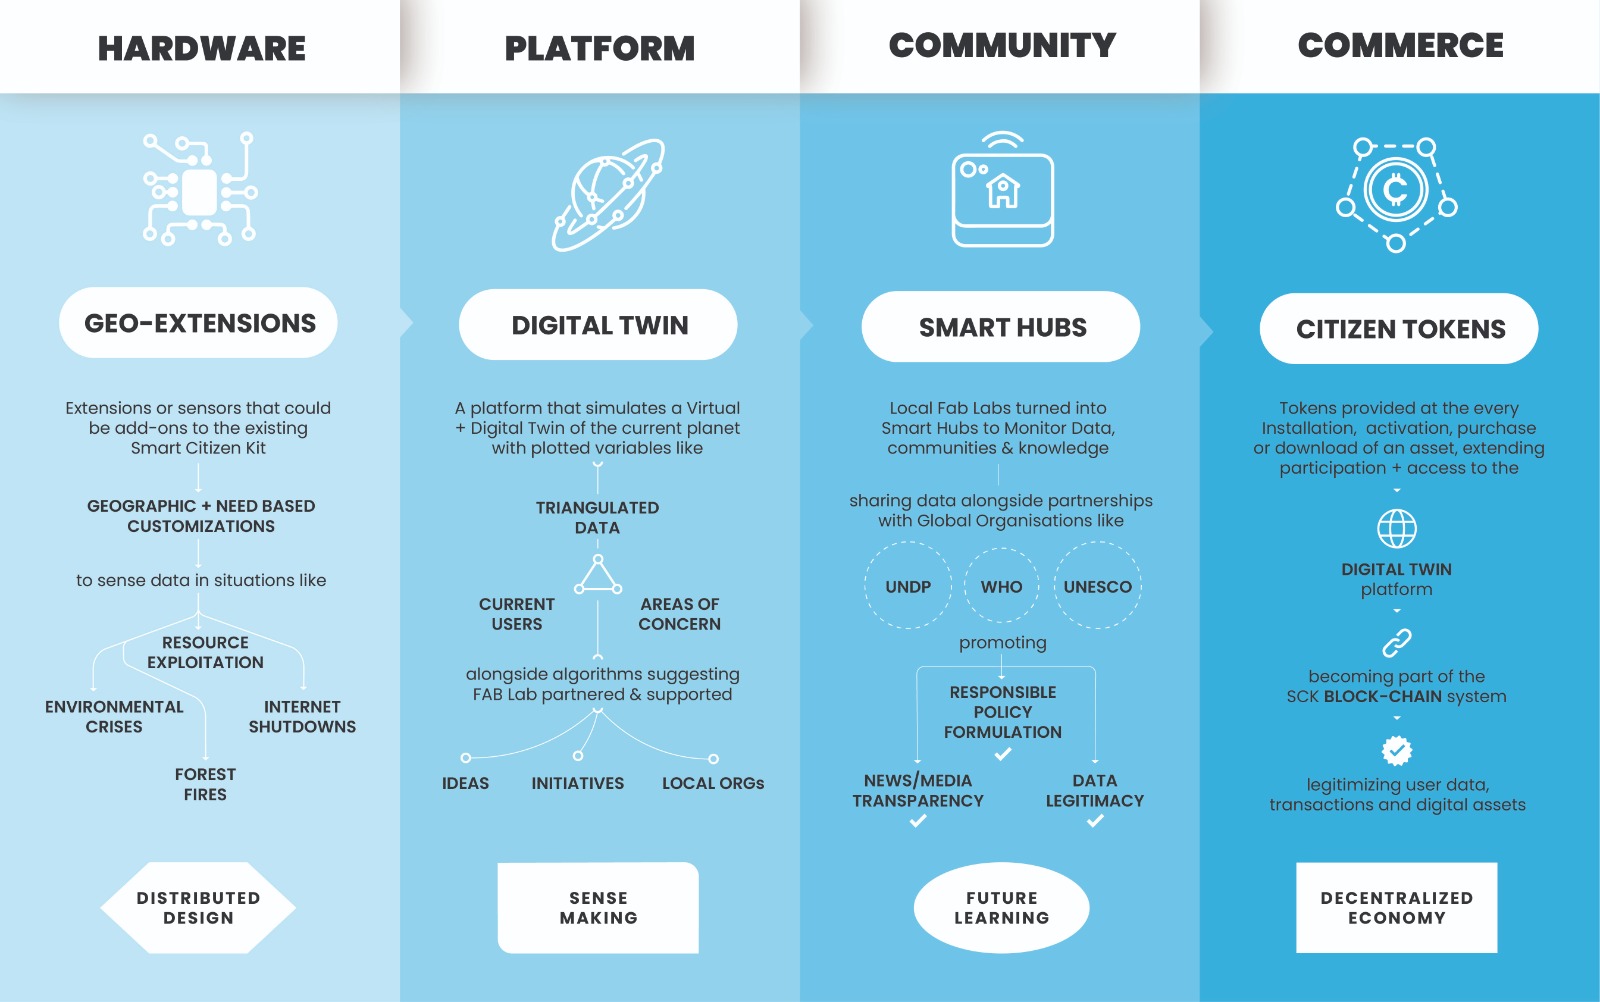 HARDWARE
GEO-EXTENSIONS
Extensions or sensors that could
be add-ons to the existing
Smart Citizen Kit
GEOGRAPHIC + NEED BASED
CUSTOMIZATIONS
to sense data in situations like
RESOURCE
EXPLOITATION
ENVIRONMENTAL
CRISES
INTERNET
SHUTDOWNS
FOREST
FIRES
DISTRIBUTED
DESIGN
PLATFORM
DIGITAL TWIN
A platform that simulates a Virtual
+ Digital Twin of the current planet
with plotted variables like
TRIANGULATED
DATA
CURRENT
USERS
AREAS OF
CONCERN
alongside algorithms suggesting
FAB Lab partnered & supported
IDEAS
INITIATIVES
LOCAL ORGs
SENSE
MAKING
COMMUNITY
SMART HUBS
Local Fab Labs turned into
Smart Hubs to Monitor Data,
communities & knowledge
sharing data alongside partnerships
with Global Organisations like
UNDP
WHO
UNESCO
promoting
RESPONSIBLE
POLICY
FORMULATION
NEWS/MEDIA
TRANSPARENCY
DATA
LEGITIMACY
FUTURE
LEARNING
COMMERCE
CITIZEN TOKENS
Tokens provided at the every
Installation, activation, purchase
or download of an asset, extending
participation + access to the
DIGITAL TWIN
platform
becoming part of the
SCK BLOCK-CHAIN system
legitimizing user data,
transactions and digital assets
DECENTRALIZED
ECONOMY